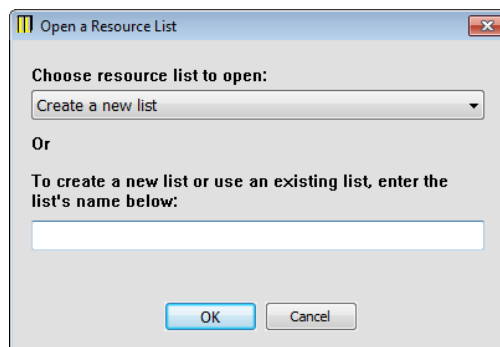 Open a Resource List
Choose resource list to open:
Create a new list
Or
To create a new list or use an existing list, enter the
list's name below:
OK
Cancel